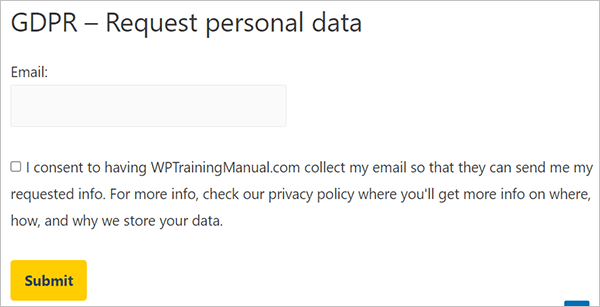 GDPR – Request personal data
Email:
I consent to having WPTrainingManual.com collect my email so that they can send me my
requested info. For more info, check our privacy policy where you'll get more info on where,
how, and why we store your data.
Submit